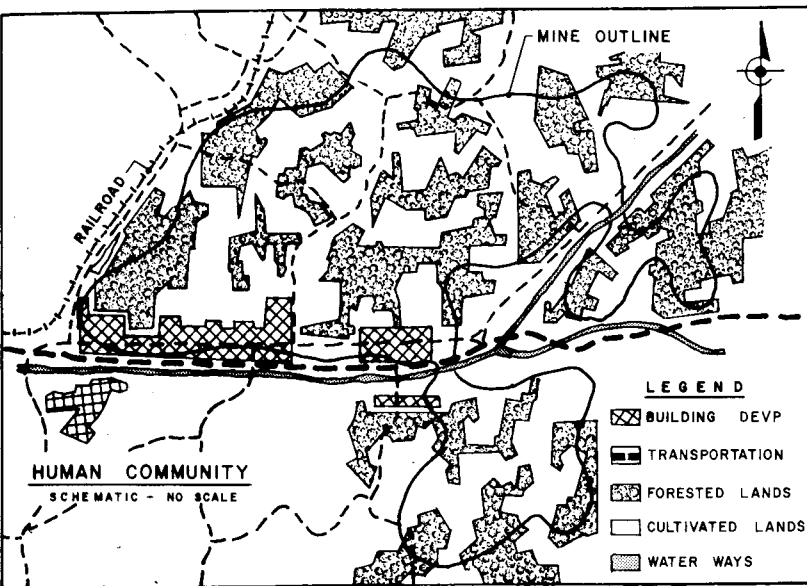 MINE OUTLINE
RAILROAD
HUMAN COMMUNITY
SCHEMATIC - NO SCALE
LEGEND
BUILDING DEVP
TRANSPORTATION
FORESTED LANDS
CULTIVATED LANDS
WATER WAYS